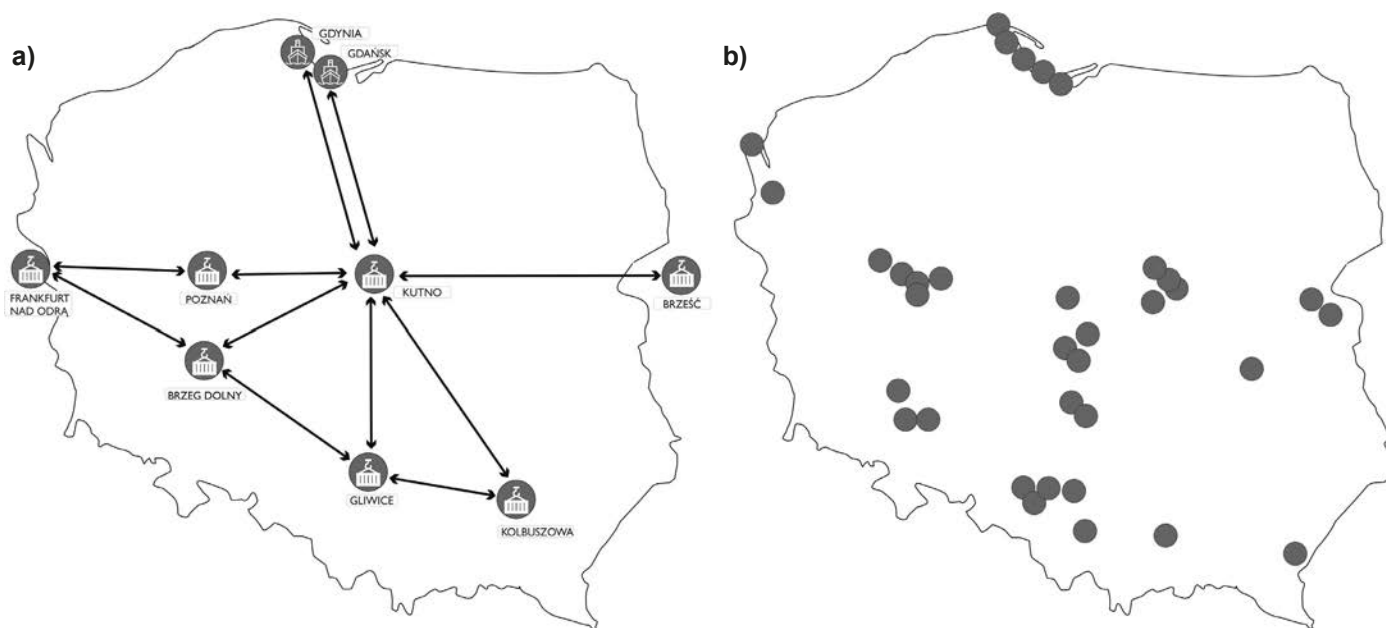 a)
GDYNIA
GDAŃSK
b)
FRANKFURT
NAD ODRĄ
POZNAŃ
KUTNO
BRZEŚĆ
BRZEG DOLNY
GLIWICE
KOLBUSZOWA